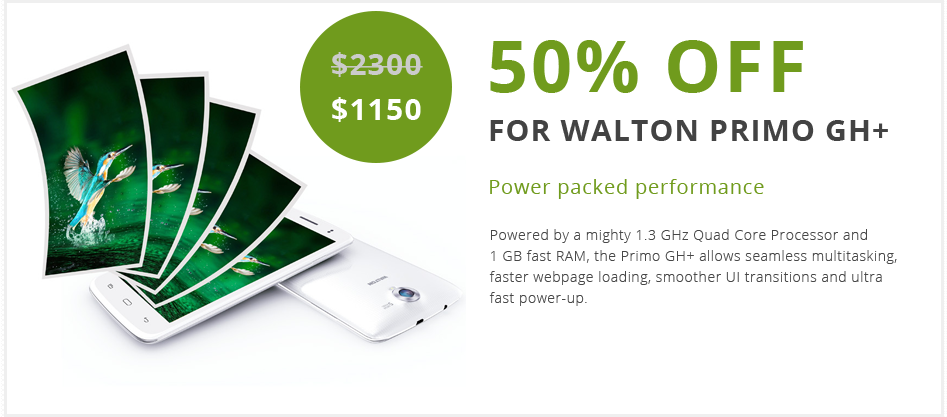 $2300
$1150
50% OFF
FOR WALTON PRIMO GH+
Power packed performance
Powered by a mighty 1.3 GHz Quad Core Processor and
1 GB fast RAM, the Primo GH+ allows seamless multitasking,
faster webpage loading, smoother UI transitions and ultra
fast power-up.
WALTON